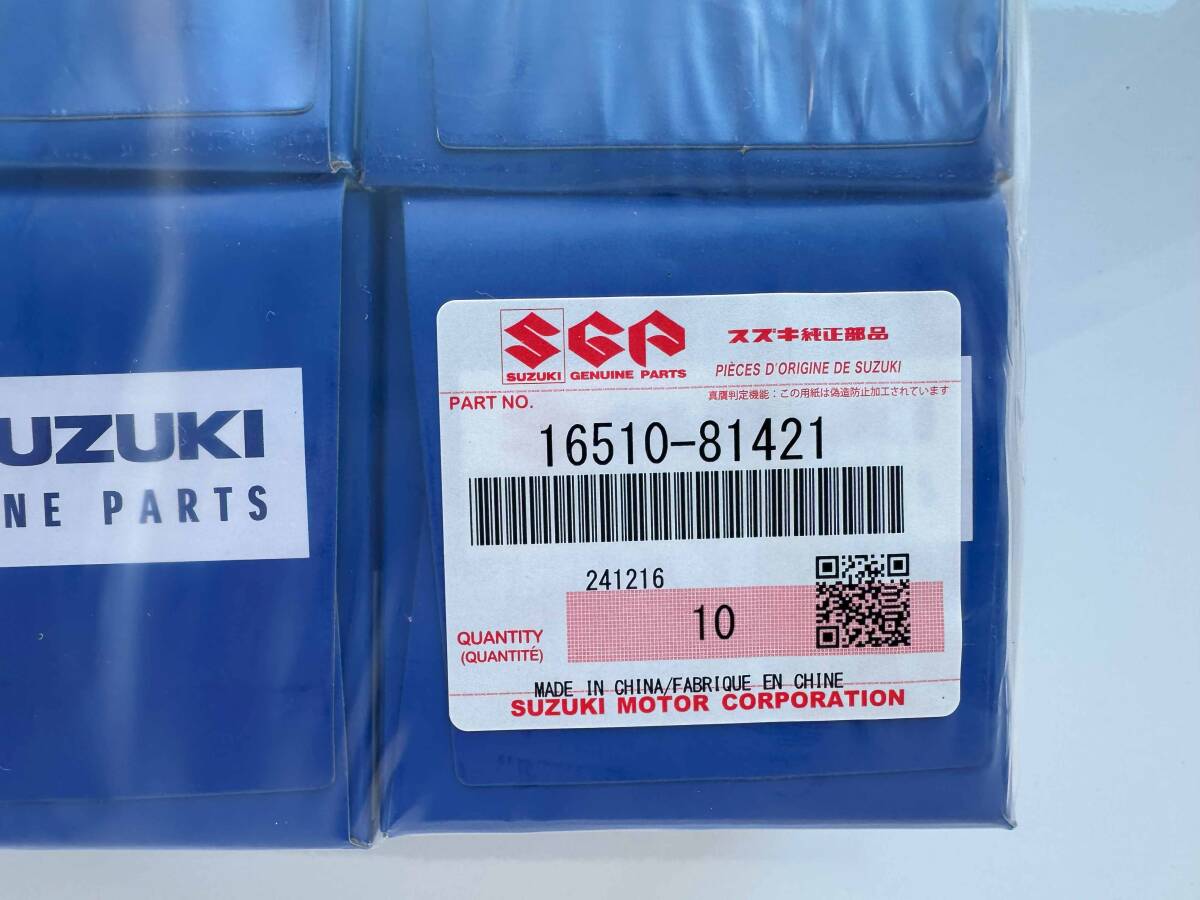 UZUKI
NE PARTS
SGP
SUZUKI GENUINE PARTS
スズキ純正部品
PIÈCES D'ORIGINE DE SUZUKI
真贋判定機能：この用紙は偽造防止加工されています
PART NO.
16510-81421
241216
QUANTITY
(QUANTITÉ)
10
MADE IN CHINA/FABRIQUE EN CHINE
SUZUKI MOTOR CORPORATION